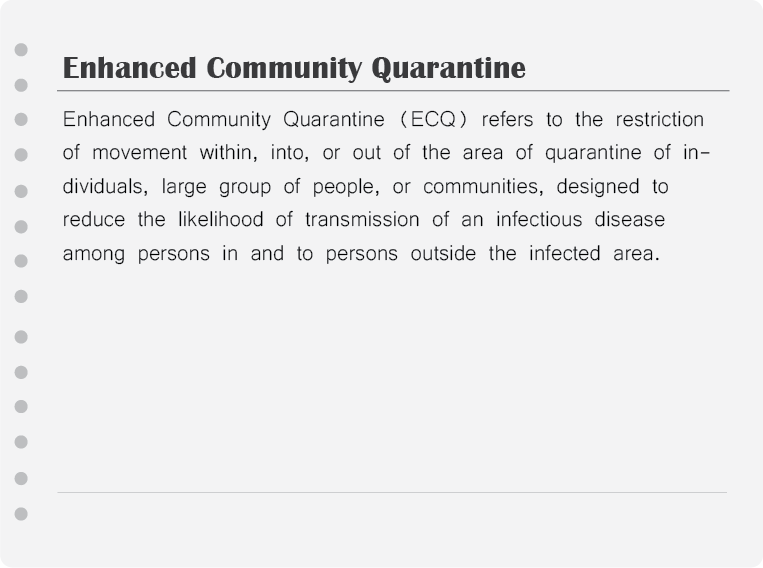 Enhanced Community Quarantine
Enhanced Community Quarantine (ECQ) refers to the restriction
of movement within, into, or out of the area of quarantine of in-
dividuals, large group of people, or communities, designed to
reduce the likelihood of transmission of an infectious disease
among persons in and to persons outside the infected area.